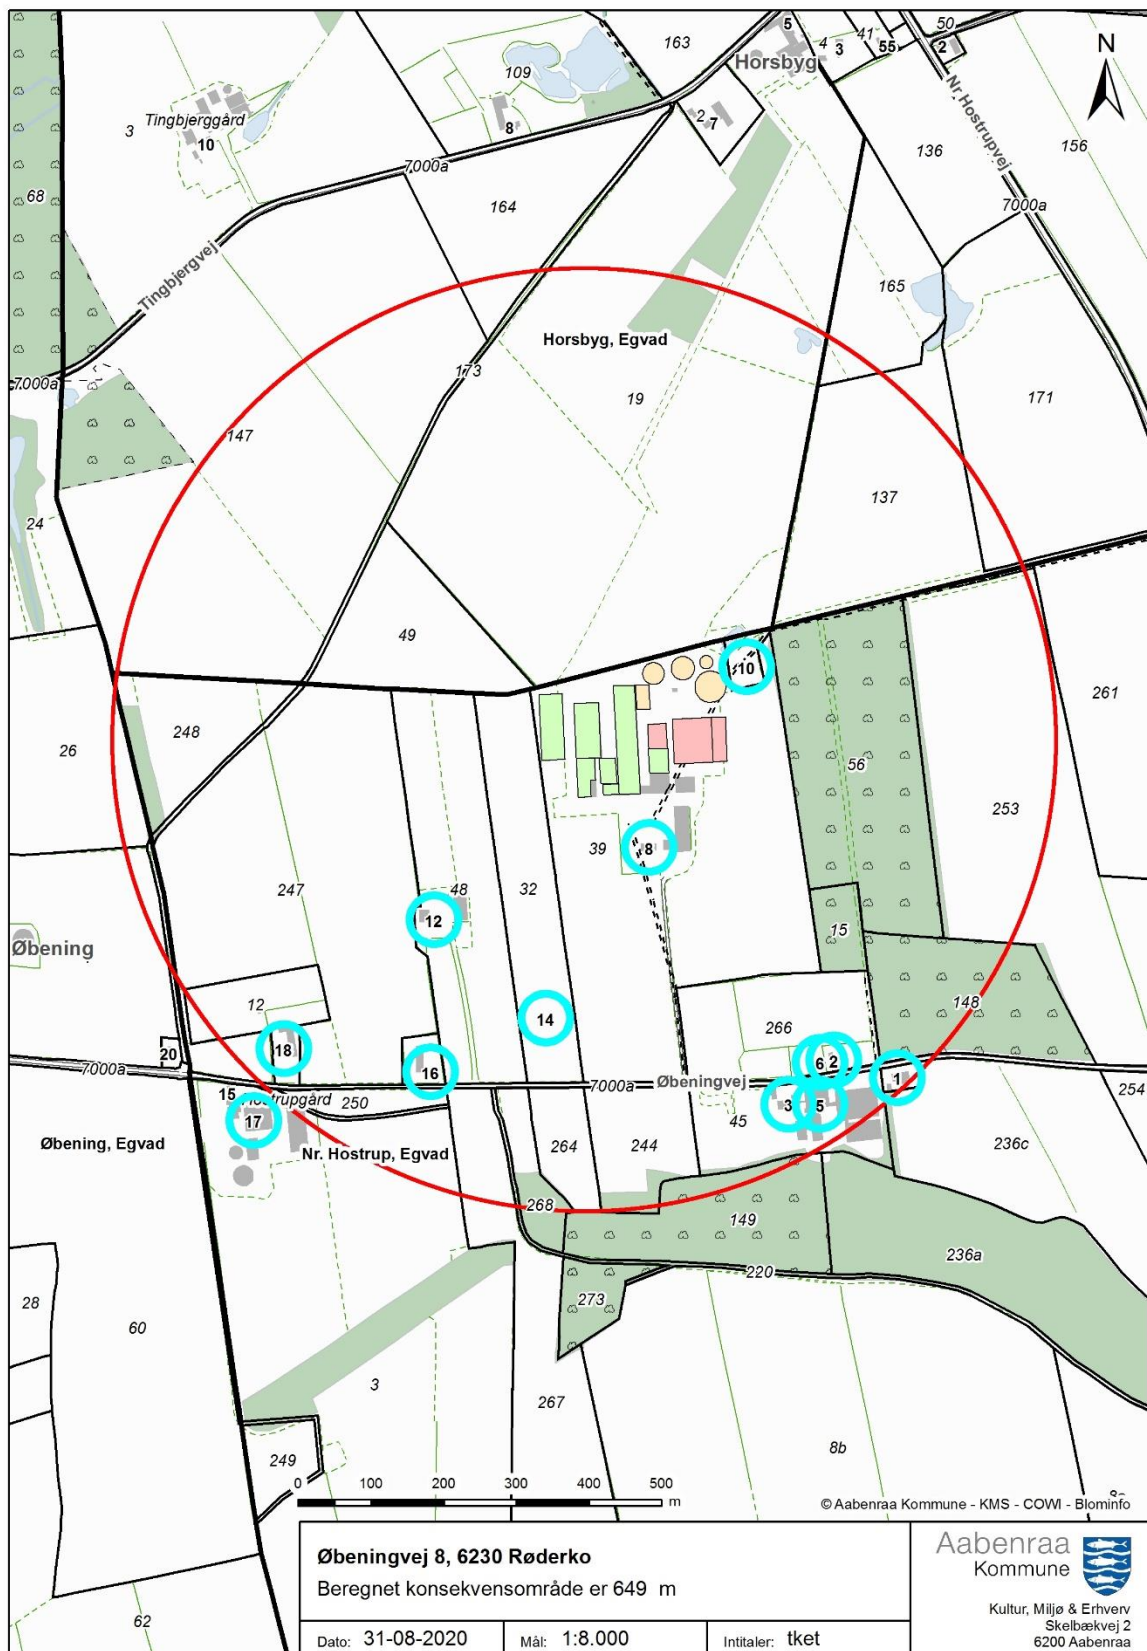 163
5
4
3
41
55
50
2
Horsbyg
N
109
Tingbjerggård
10
3
8
2
7
Nr Hostrupvej
136
156
7000a
68
164
7000a
Tingbjergvej
165
Horsbyg, Egvad
7000a
173
19
171
147
137
24
49
10
261
26
248
56
253
39
8
247
48
32
12
15
Øbening
12
14
266
148
18
20
6
2
7000a
16
7000a
Øbeningvej
1
15
250
3
5
254
17
45
Øbening, Egvad
Nr. Hostrup, Egvad
264
244
236c
268
149
236a
220
28
273
60
3
267
8b
249
0
100
200
300
400
500
m
© Aabenraa Kommune - KMS - COWI - Blominfo
Øbeningvej 8, 6230 Røderko
Beregnet konsekvensområde er 649 m
Aabenraa
Kommune
Kultur, Miljø & Erhverv
Skelbækvej 2
6200 Aabenraa
Dato: 31-08-2020
Mål: 1:8.000
Intitaler: tket
62